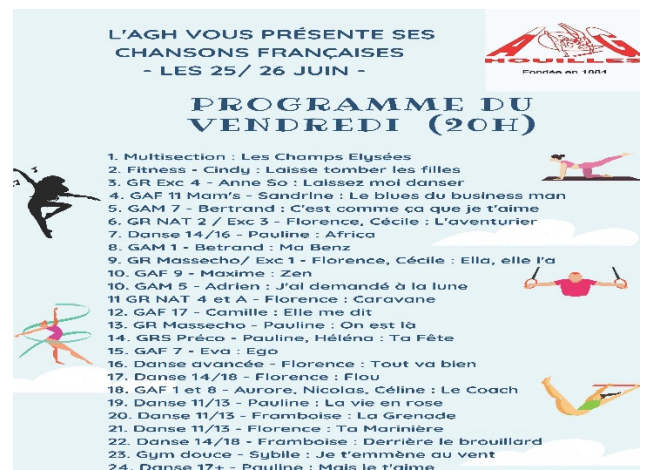 L'AGH VOUS PRÉSENTE SES
CHANSONS FRANÇAISES
- LES 25/ 26 JUIN -
A G
HOUILLES
Fondée en 1901
PROGRAMME DU
VENDREDI (20H)
1. Multisection : Les Champs Elysées
2. Fitness - Cindy : Laisse tomber les filles
3. GR Exc 4 - Anne So : Laissez moi danser
4. GAF 11 Mam's - Sandrine : Le blues du business man
5. GAM 7 - Bertrand : C'est comme ça que je t'aime
6. GR NAT 2 / Exc 3 - Florence, Cécile : L'aventurier
7. Danse 14/16 - Pauline : Africa
8. GAM 1 - Betrand : Ma Benz
9. GR Massecho/ Exc 1 - Florence, Cécile : Ella, elle l'a
10. GAF 9 - Maxime : Zen
10. GAM 5 - Adrien : J'ai demandé à la lune
11 GR NAT 4 et A - Florence : Caravane
12. GAF 17 - Camille : Elle me dit
13. GR Massecho - Pauline : On est là
14. GRS Préco - Pauline, Héléna : Ta Fête
15. GAF 7 - Eva : Ego
16. Danse avancée - Florence : Tout va bien
17. Danse 14/18 - Florence : Flou
18. GAF 1 et 8 - Aurore, Nicolas, Céline : Le Coach
19. Danse 11/13 - Pauline : La vie en rose
20. Danse 11/13 - Framboise : La Grenade
21. Danse 11/13 - Florence : Ta Marinière
22. Danse 14/18 - Framboise : Derrière le brouillard
23. Gym douce - Sybile : Je t'emmène au vent
24. Danse 17+ - Pauline : Mais je t'aime